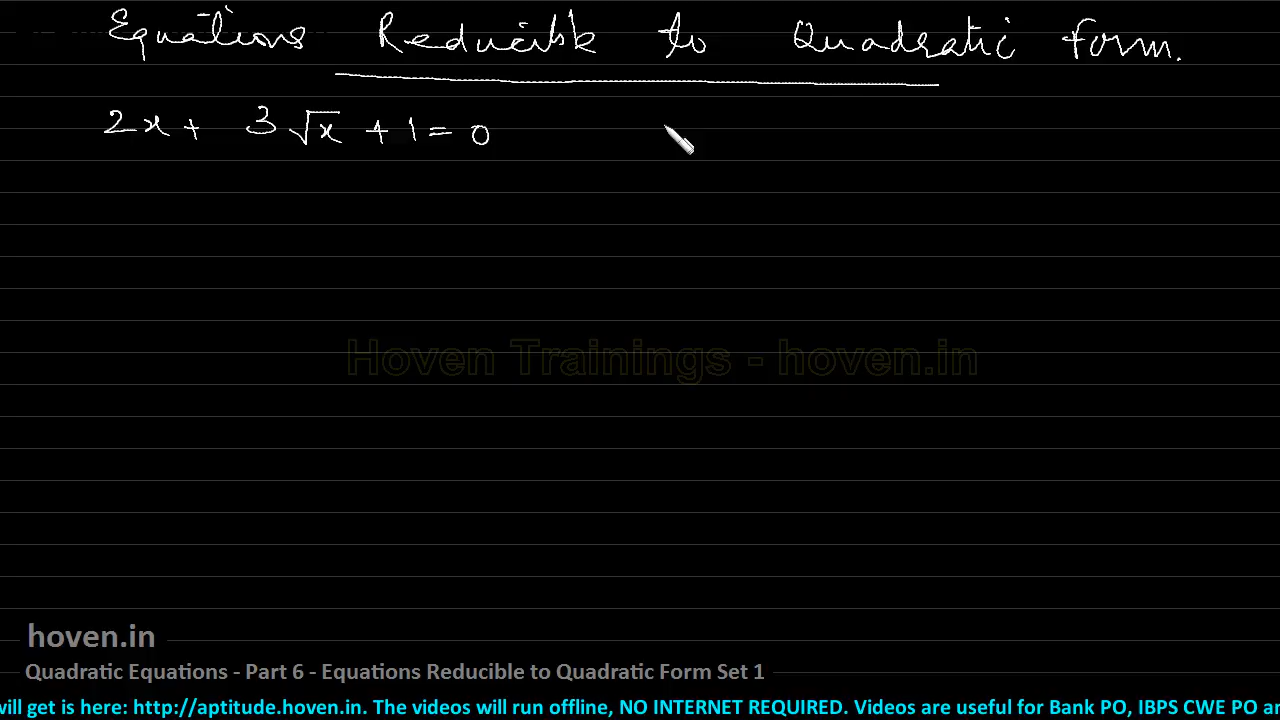 Equations Reducible to Quadratic form.
2x + 3√x + 1 = 0
Hoven Trainings - hoven.in
hoven.in
Quadratic Equations - Part 6 - Equations Reducible to Quadratic Form Set 1
will get is here: http://aptitude.hoven.in. The videos will run offline, NO INTERNET REQUIRED. Videos are useful for Bank PO, IBPS CWE PO